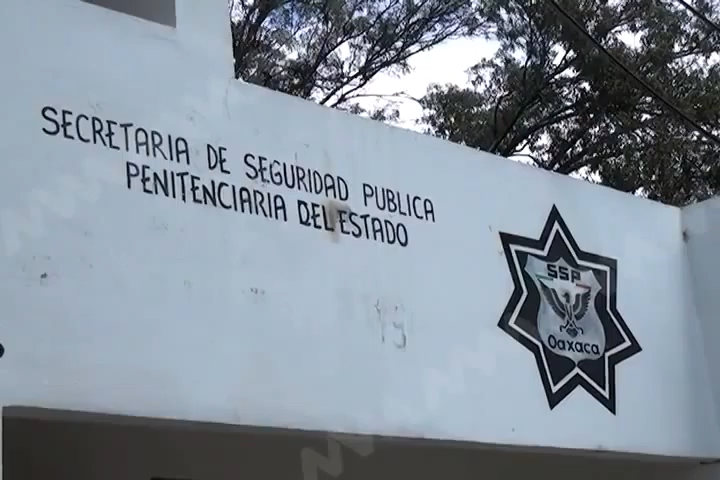 SECRETARIA DE SEGURIDAD PUBLICA
PENITENCIARIA DEL ESTADO
SSP
Oaxaca